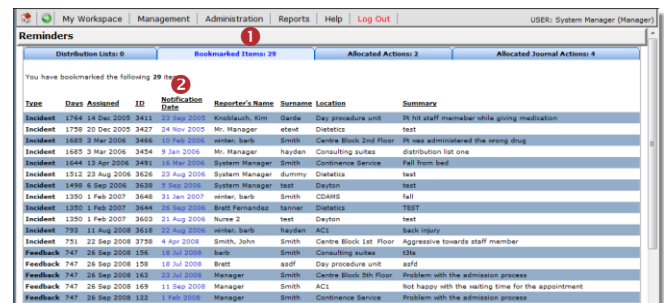 My Workspace Management Administration Reports Help Log Out USER: System Manager (Manager)
1
Reminders
Distribution Lists: 0 Bookmarked Items: 29 Allocated Actions: 2 Allocated Journal Actions: 4
You have bookmarked the following 29
2
Type Days Assigned ID Notification Date Reporter's Name Surname Location Summary
Incident 1764 14 Dec 2005 3411 23 Sep 2005 Knoblauch, Kim Garde Day procedure unit Pt hit staff memeber while giving medication
Incident 1758 20 Dec 2005 3427 24 Nov 2005 Mr. Manager etewt Dietetics test
Incident 1685 3 Mar 2006 3466 10 Feb 2006 winter, barb Smith Centre Block 2nd Floor Pt was administered the wrong drug
Incident 1685 3 Mar 2006 3454 9 Jan 2006 Mr. Manager hayden Consulting suites distribution list one
Incident 1644 13 Apr 2006 3491 16 Mar 2006 System Manager Smith Continence Service Fall from bed
Incident 1512 23 Aug 2006 3626 23 Aug 2006 System Manager dummy Dietetics test
Incident 1498 6 Sep 2006 3638 5 Sep 2006 System Manager test Dayton test
Incident 1350 1 Feb 2007 3648 31 Jan 2007 winter, barb Smith CDAMS fall
Incident 1350 1 Feb 2007 3644 26 Sep 2006 Brett Fernandez tanner Dietetics TEST
Incident 1350 1 Feb 2007 3603 21 Aug 2006 Nurse 2 test Dayton test
Incident 793 11 Aug 2008 3618 22 Aug 2006 winter, barb hayden AC1 back injury
Incident 751 22 Sep 2008 3758 4 Apr 2008 Smith, John Smith Centre Block 1st Floor Aggressive towards staff member
Feedback 747 26 Sep 2008 156 18 Jul 2008 barb Smith Consulting suites t3ts
Feedback 747 26 Sep 2008 158 18 Jul 2008 Brett asdf Day procedure unit asfd
Feedback 747 26 Sep 2008 163 23 Jul 2008 Manager Smith Centre Block 5th Floor Problem with the admission process
Feedback 747 26 Sep 2008 169 11 Sep 2008 Manager Smith AC1 Not happy with the waiting time for the appointment
Feedback 747 26 Sep 2008 122 1 Feb 2008 Manager Smith Continence Service Problem with the admission process